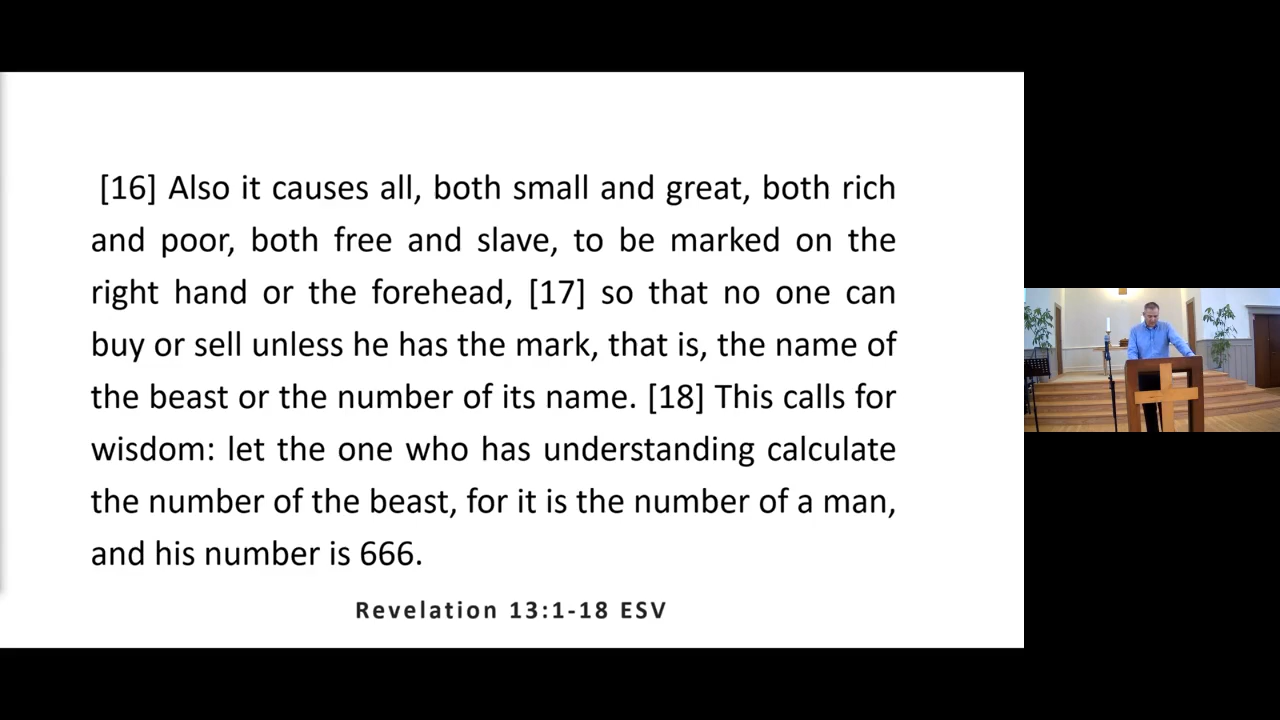 [16] Also it causes all, both small and great, both rich
and poor, both free and slave, to be marked on the
right hand or the forehead, [17] so that no one can
buy or sell unless he has the mark, that is, the name of
the beast or the number of its name. [18] This calls for
wisdom: let the one who has understanding calculate
the number of the beast, for it is the number of a man,
and his number is 666.
Revelation 13:1-18 ESV